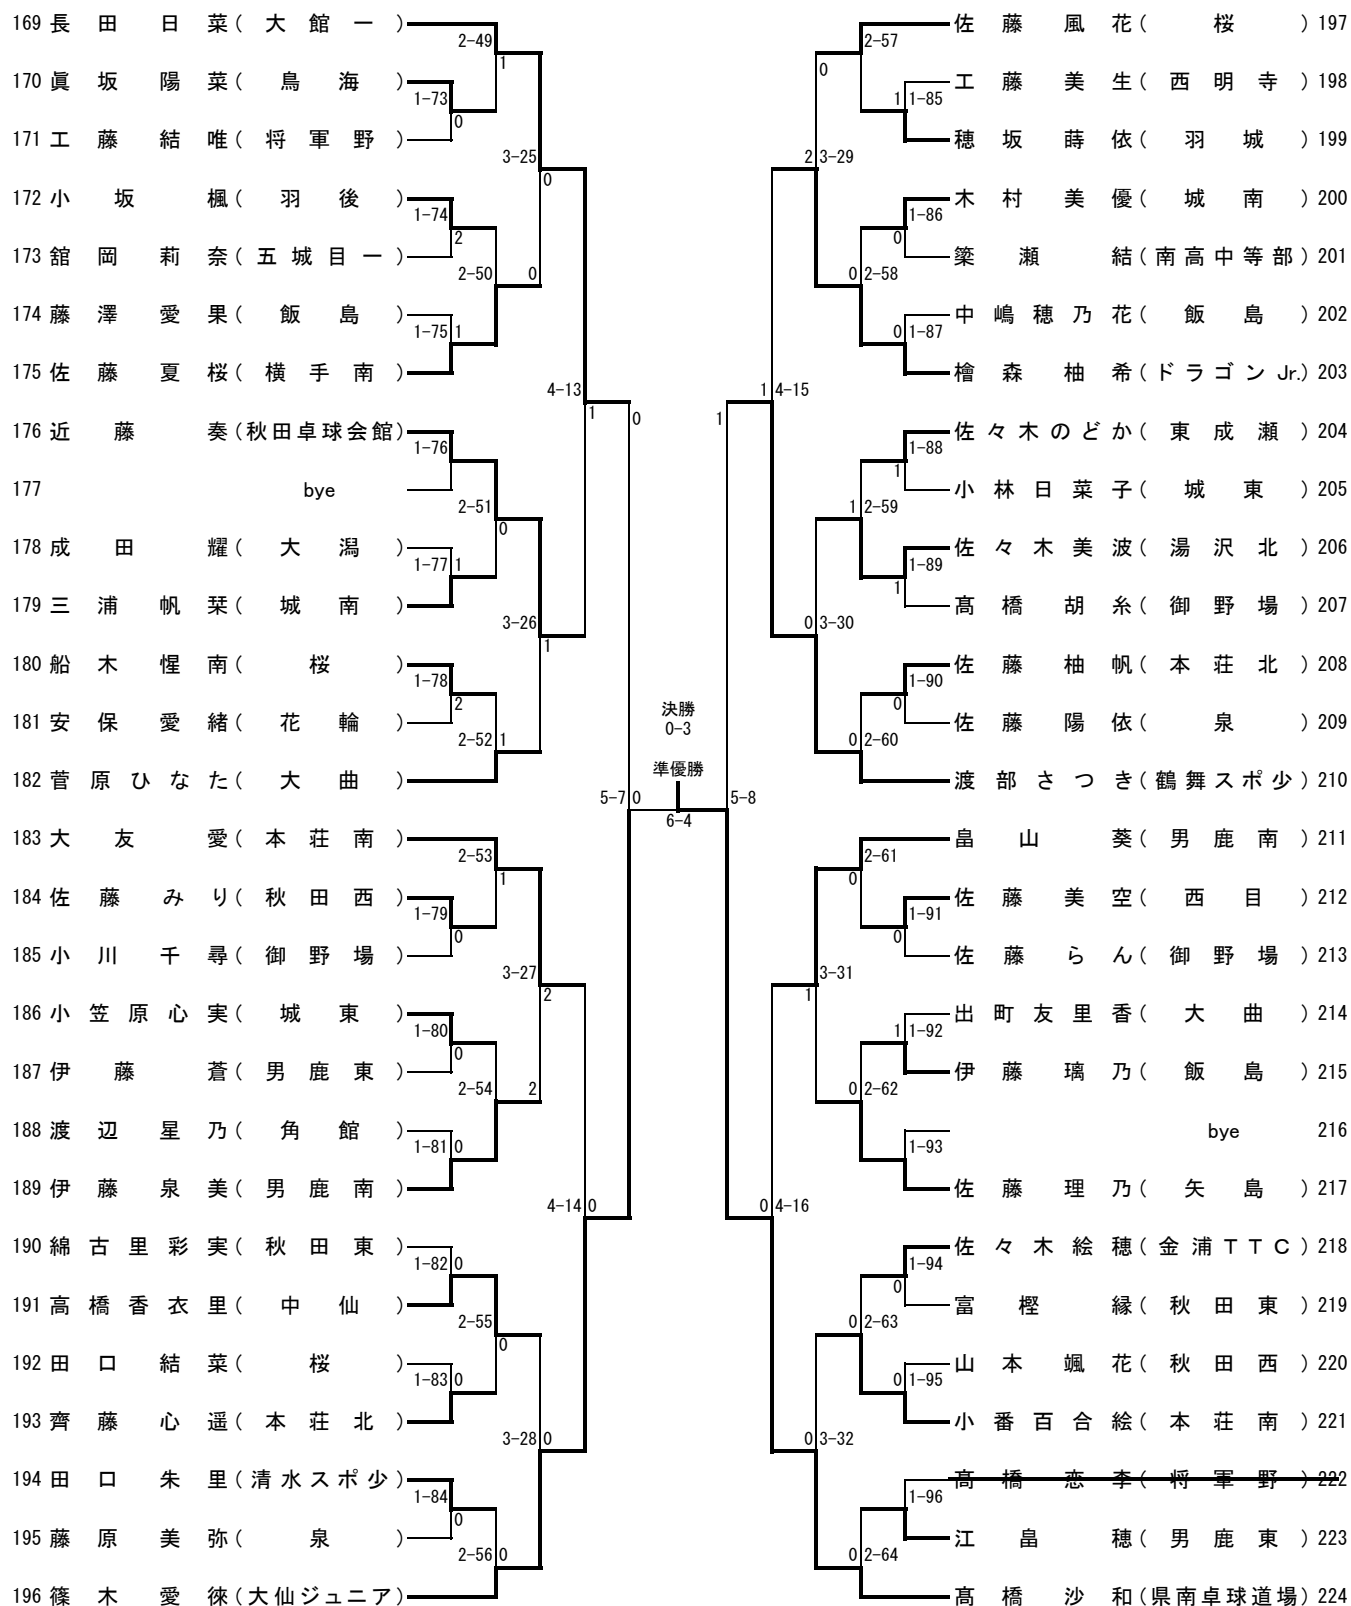 169 長田日菜(大館一)
170 眞坂陽菜(鳥海)
171 工藤結唯(将軍野)
172 小坂楓(羽後)
173 舘岡莉奈(五城目一)
174 藤澤愛果(飯島)
175 佐藤夏桜(横手南)
176 近藤奏(秋田卓球会館)
177 bye
178 成田耀(大潟)
179 三浦帆栞(城南)
180 船木惺南(桜)
181 安保愛緒(花輪)
182 菅原ひなた(大曲)
183 大友愛(本荘南)
184 佐藤みり(秋田西)
185 小川千尋(御野場)
186 小笠原心実(城東)
187 伊藤蒼(男鹿東)
188 渡辺星乃(角館)
189 伊藤泉美(男鹿南)
190 綿古里彩実(秋田東)
191 高橋香衣里(中仙)
192 田口結菜(桜)
193 齊藤心遥(本荘北)
194 田口朱里(清水スポ少)
195 藤原美弥(泉)
196 篠木愛徠(大仙ジュニア)
2-49
1
1-73
0
3-25
0
1-74
2
2-50
0
1-75
1
4-13
1
1-76
2-51
0
1-77
1
3-26
1
1-78
2
2-52
1
5-7
0
0
2-53
1
1-79
0
3-27
2
1-80
0
2-54
2
1-81
0
4-14
0
1-82
0
2-55
0
1-83
0
3-28
0
1-84
0
2-56
0
決勝
0-3
準優勝
6-4
2-57
0
1
1-85
2
3-29
1-86
0
0
2-58
0
1-87
1
4-15
1
1-88
1
1
2-59
1-89
1
0
3-30
1-90
0
0
2-60
5-8
2-61
0
1-91
0
3-31
1
1
1-92
0
2-62
1-93
0
4-16
1-94
0
0
2-63
0
1-95
0
3-32
1-96
0
2-64
佐藤風花(桜) 197
工藤美生(西明寺) 198
穂坂蒔依(羽城) 199
木村美優(城南) 200
簗瀬結(南高中等部) 201
中嶋穂乃花(飯島) 202
檜森柚希(ドラゴンJr.) 203
佐々木のどか(東成瀬) 204
小林日菜子(城東) 205
佐々木美波(湯沢北) 206
髙橋胡糸(御野場) 207
佐藤柚帆(本荘北) 208
佐藤陽依(泉) 209
渡部さつき(鶴舞スポ少) 210
畠山葵(男鹿南) 211
佐藤美空(西目) 212
佐藤らん(御野場) 213
出町友里香(大曲) 214
伊藤璃乃(飯島) 215
bye 216
佐藤理乃(矢島) 217
佐々木絵穂(金浦TTC) 218
富樫縁(秋田東) 219
山本颯花(秋田西) 220
小番百合絵(本荘南) 221
髙橋恋李(将軍野) 222
江畠穂(男鹿東) 223
髙橋沙和(県南卓球道場) 224